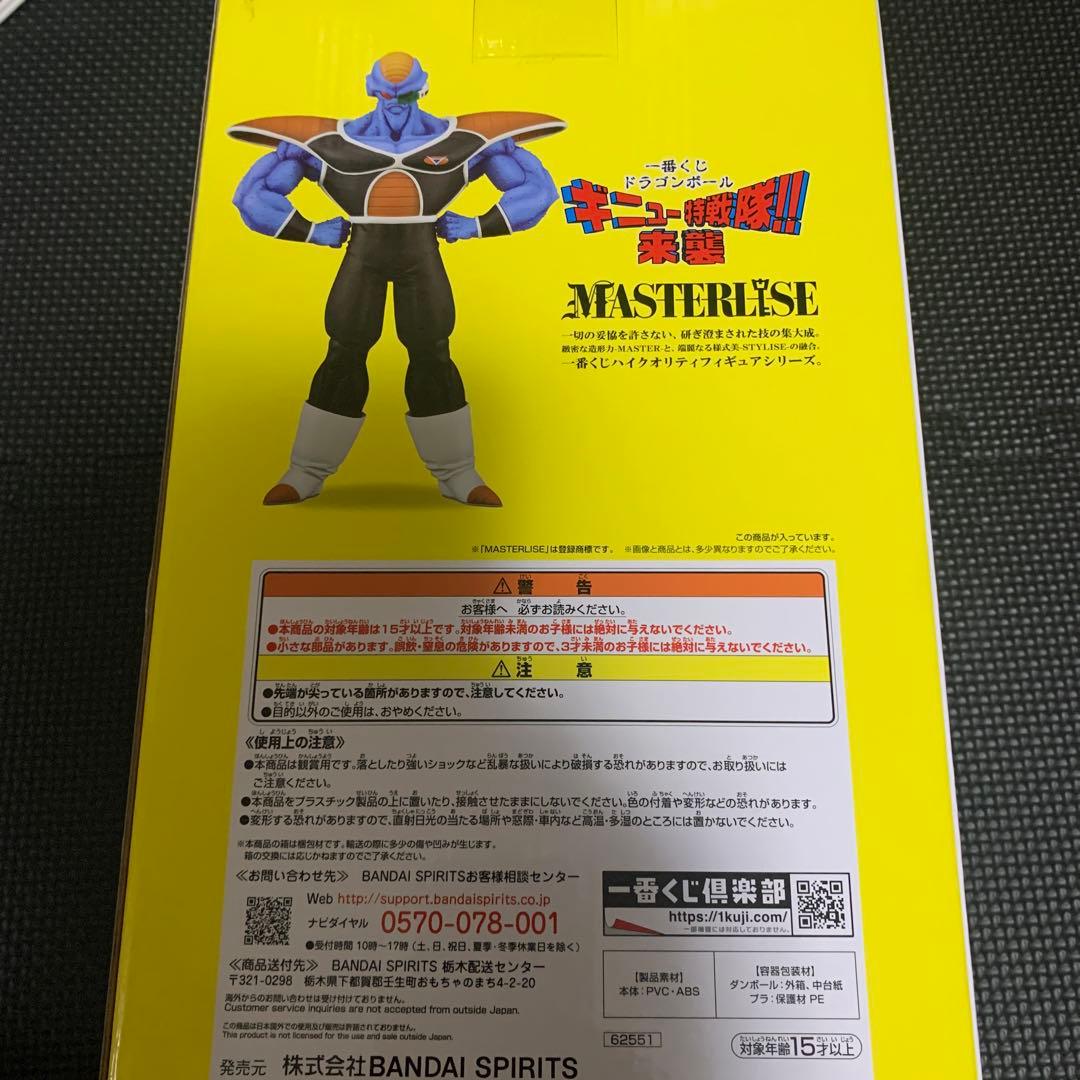 一番くじ
ドラゴンボール
ギニュー特戦隊!!
来襲
MASTERLISE
一切の妥協を許さない、研ぎ澄まされた技の集大成。
緻密な造形力-MASTER-と、端麗なる様式美-STYLISE-の融合。
一番くじハイクオリティフィギュアシリーズ。
この商品が入っています。
※「MASTERLISE」は登録商標です。 ※画像と商品とは、多少異なりますのでご了承ください。
⚠警告
お客様へ 必ずお読みください。
●本商品の対象年齢は15才以上です。対象年齢未満のお子様には絶対に与えないでください。
●小さな部品があります。誤飲・窒息の危険がありますので、3才未満のお子様には絶対に与えないでください。
⚠注意
●先端が尖っている箇所がありますので、注意してください。
●目的以外のご使用は、おやめください。
《使用上の注意》
●本商品は観賞用です。落としたり強いショックなど乱暴な扱いにより破損する恐れがありますので、お取り扱いには
ご注意ください。
●本商品をプラスチック製品の上に置いたり、接触させたままにしないでください。色の付着や変形などの恐れがあります。
●変形する恐れがありますので、直射日光の当たる場所や窓際・車内など高温・多湿のところには置かないでください。
※本商品の箱は梱包材です。輸送の際に多少の傷や凹みが生じます。
箱の交換には応じかねますのでご了承ください。
≪お問い合わせ先≫ BANDAI SPIRITSお客様相談センター
Web http://support.bandaispirits.co.jp
ナビダイヤル 0570-078-001
●受付時間 10時〜17時(土、日、祝日、夏季・冬季休業日を除く)
≪商品送付先≫ BANDAI SPIRITS 栃木配送センター
〒321-0298 栃木県下都賀郡壬生町おもちゃのまち4-2-20
海外からのお問い合わせは受け付けておりません。
Customer service inquiries are not accepted from outside Japan.
この商品は日本国外での使用及び販売は許諾されておりません。
This product is not licensed for the use and sale outside Japan.
発売元 株式会社BANDAI SPIRITS
一番くじ倶楽部
https://1kuji.com/
一部機種には対応しておりません。
【製品素材】
本体：PVC・ABS
【容器包装材】
ダンボール：外箱、中台紙
プラ：保護材 PE
62551
対象年齢15才以上